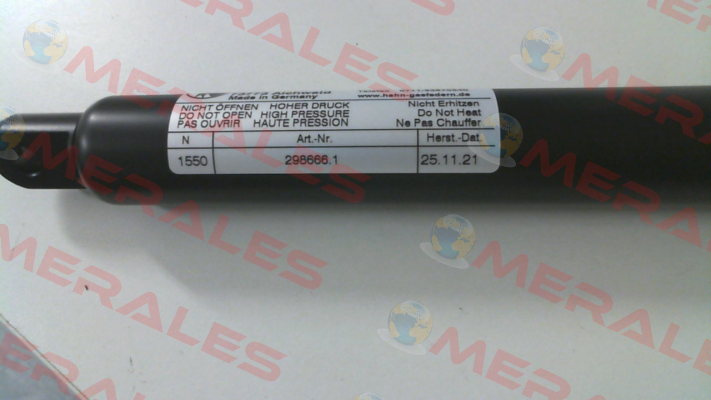 73773 Aichwald
Made in Germany
www.hahn-gasfedern.de
NICHT ÖFFNEN HOHER DRUCK Nicht Erhitzen
DO NOT OPEN HIGH PRESSURE Do Not Heat
PAS OUVRIR HAUTE PRESSION Ne Pas Chauffer
N Art.-Nr. Herst.-Dat.
1550 298666.1 25.11.21
MERALES
MERALES
MERALES
MERALES